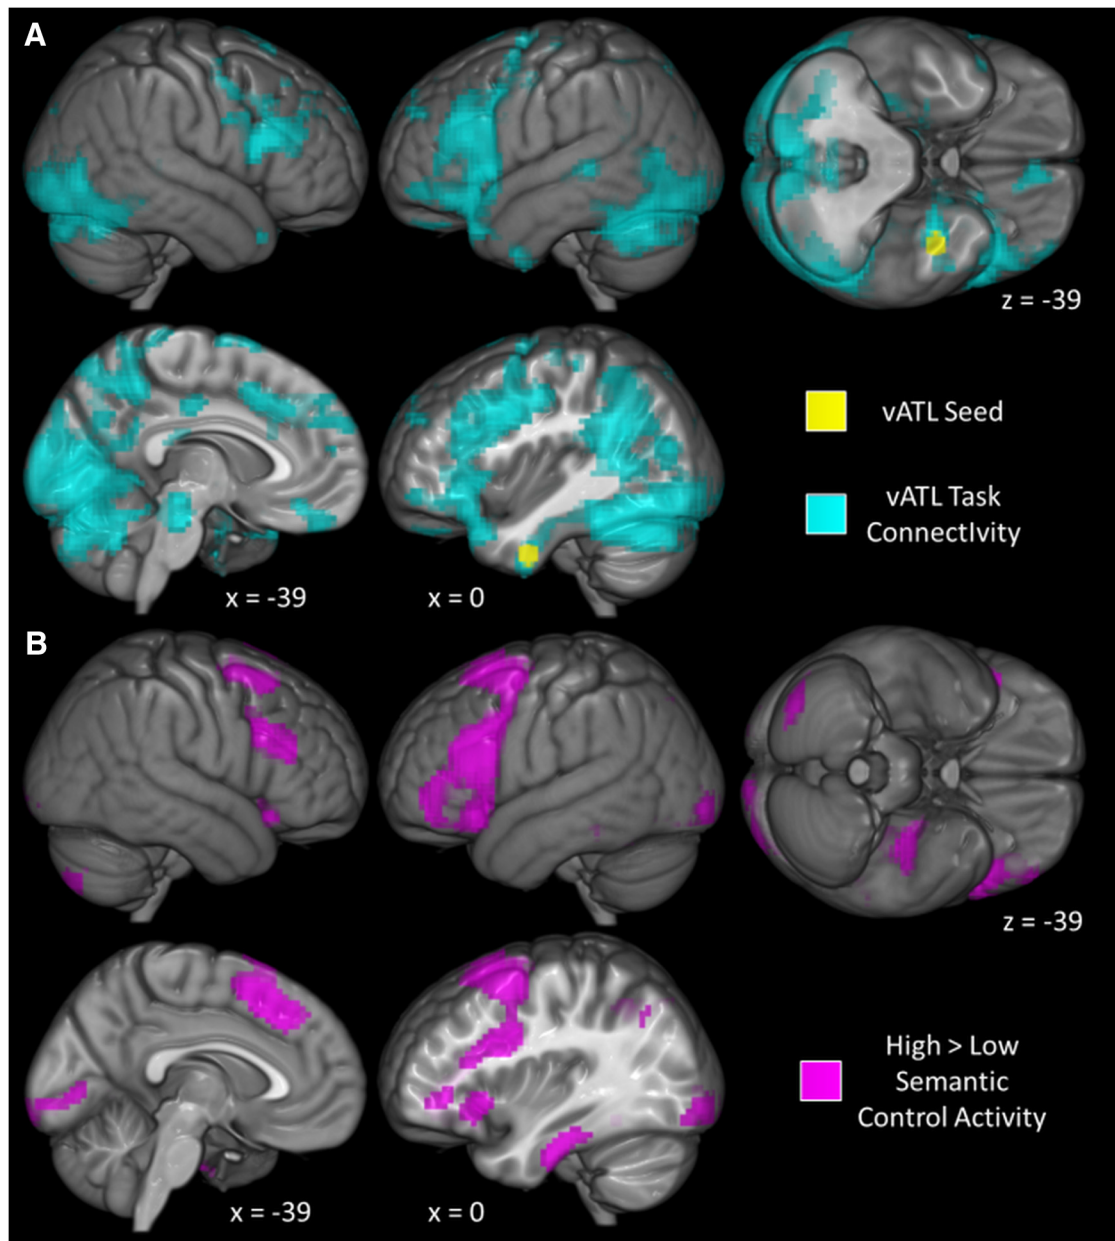 A
z = -39
vATL Seed
vATL Task
ConnectIvity
x = -39
x = 0
B
z = -39
High > Low
Semantic
Control Activity
x = -39
x = 0